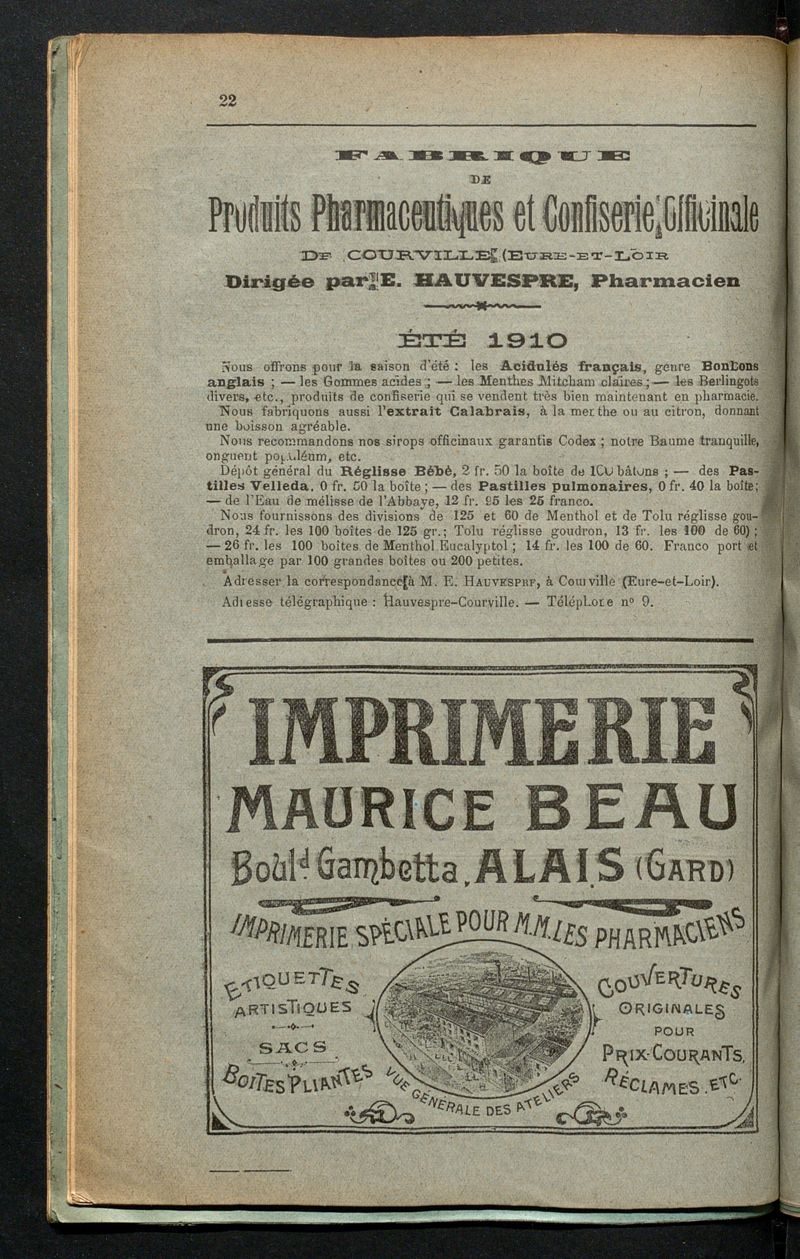 22
FABRIQUE
DE
Produits Pharmaceutiques et Confiserie Officinale
DE COURVILLE (EURE-ET-LOIR
Dirigée par E. HAUVESPRE, Pharmacien
ÉTÉ 1910
Nous offrons pour la saison d'été : les Acidulés français, genre Bonbons
anglais ; — les Gommes acides ; — les Menthes Mitcham claires ; — les Berlingots
divers, etc., produits de confiserie qui se vendent très bien maintenant en pharmacie.
Nous fabriquons aussi l'extrait Calabrais, à la menthe ou au citron, donnant
une boisson agréable.
Nous recommandons nos sirops officinaux garantis Codex ; notre Baume tranquille,
onguent populéum, etc.
Dépôt général du Réglisse Bébé, 2 fr. 50 la boîte de 100 bâtons ; — des Pas-
tilles Velleda, 0 fr. 50 la boîte ; — des Pastilles pulmonaires, 0 fr. 40 la boîte ;
— de l'Eau de mélisse de l'Abbaye, 12 fr. 25 les 25 franco.
Nous fournissons des divisions de 125 et 60 de Menthol et de Tolu réglisse gou-
dron, 24 fr. les 100 boîtes de 125 gr. ; Tolu réglisse goudron, 13 fr. les 100 de 60) ;
— 26 fr. les 100 boîtes de Menthol Eucalyptol ; 14 fr. les 100 de 60. Franco port et
emballage par 100 grandes boîtes ou 200 petites.
Adresser la correspondance à M. E. HAUVESPRE, à Courville (Eure-et-Loir).
Adresse télégraphique : Hauvespre-Courville. — Téléphone n° 9.
IMPRIMERIE
MAURICE BEAU
Boulᵈ Gambetta, ALAIS (GARD)
IMPRIMERIE SPÉCIALE POUR M.M. LES PHARMACIENS
ETIQUETTES
ARTISTIQUES
SACS
BOITES PLIANTES
COUVERTURES
ORIGINALES
POUR
PRIX-COURANTS,
RÉCLAMES. ETC.
VUE GÉNÉRALE DES ATELIERS